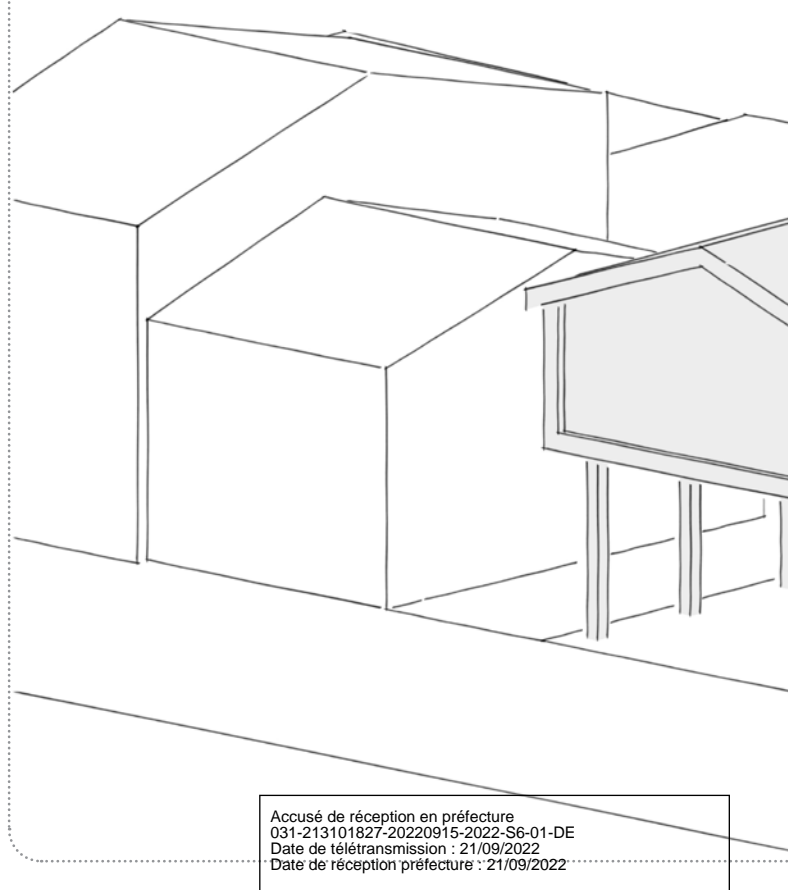 Accusé de réception en préfecture
031-213101827-20220915-2022-S6-01-DE
Date de télétransmission : 21/09/2022
Date de réception préfecture : 21/09/2022